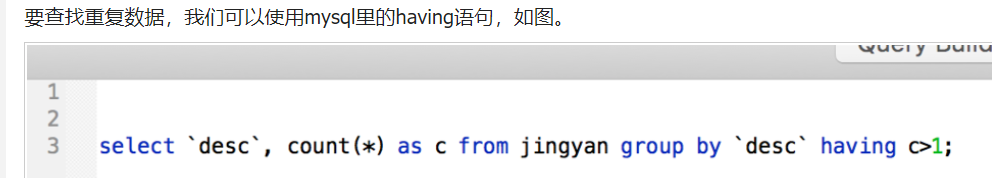 要查找重复数据，我们可以使用mysql里的having语句，如图。
Query Build
1
2
3 select `desc`, count(*) as c from jingyan group by `desc` having c>1;